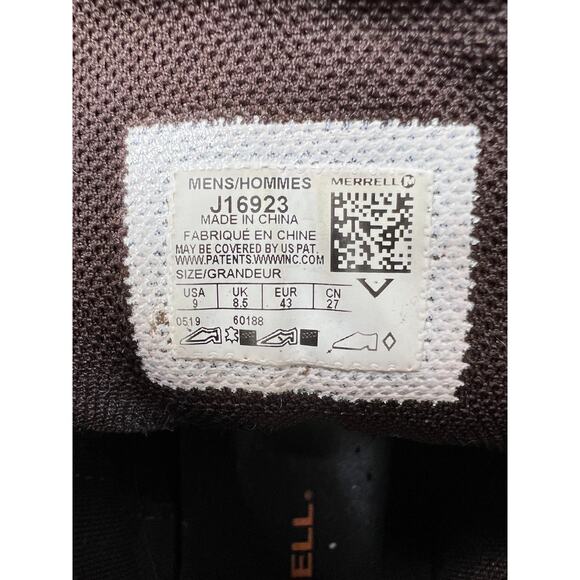 MENS/HOMMES
MERRELL
J16923
MADE IN CHINA
FABRIQUÉ EN CHINE
MAY BE COVERED BY US PAT.
WWW.PATENTS.WWWINC.COM
SIZE/GRANDEUR
USA UK EUR CN
9 8.5 43 27
0519 60188
ELL.